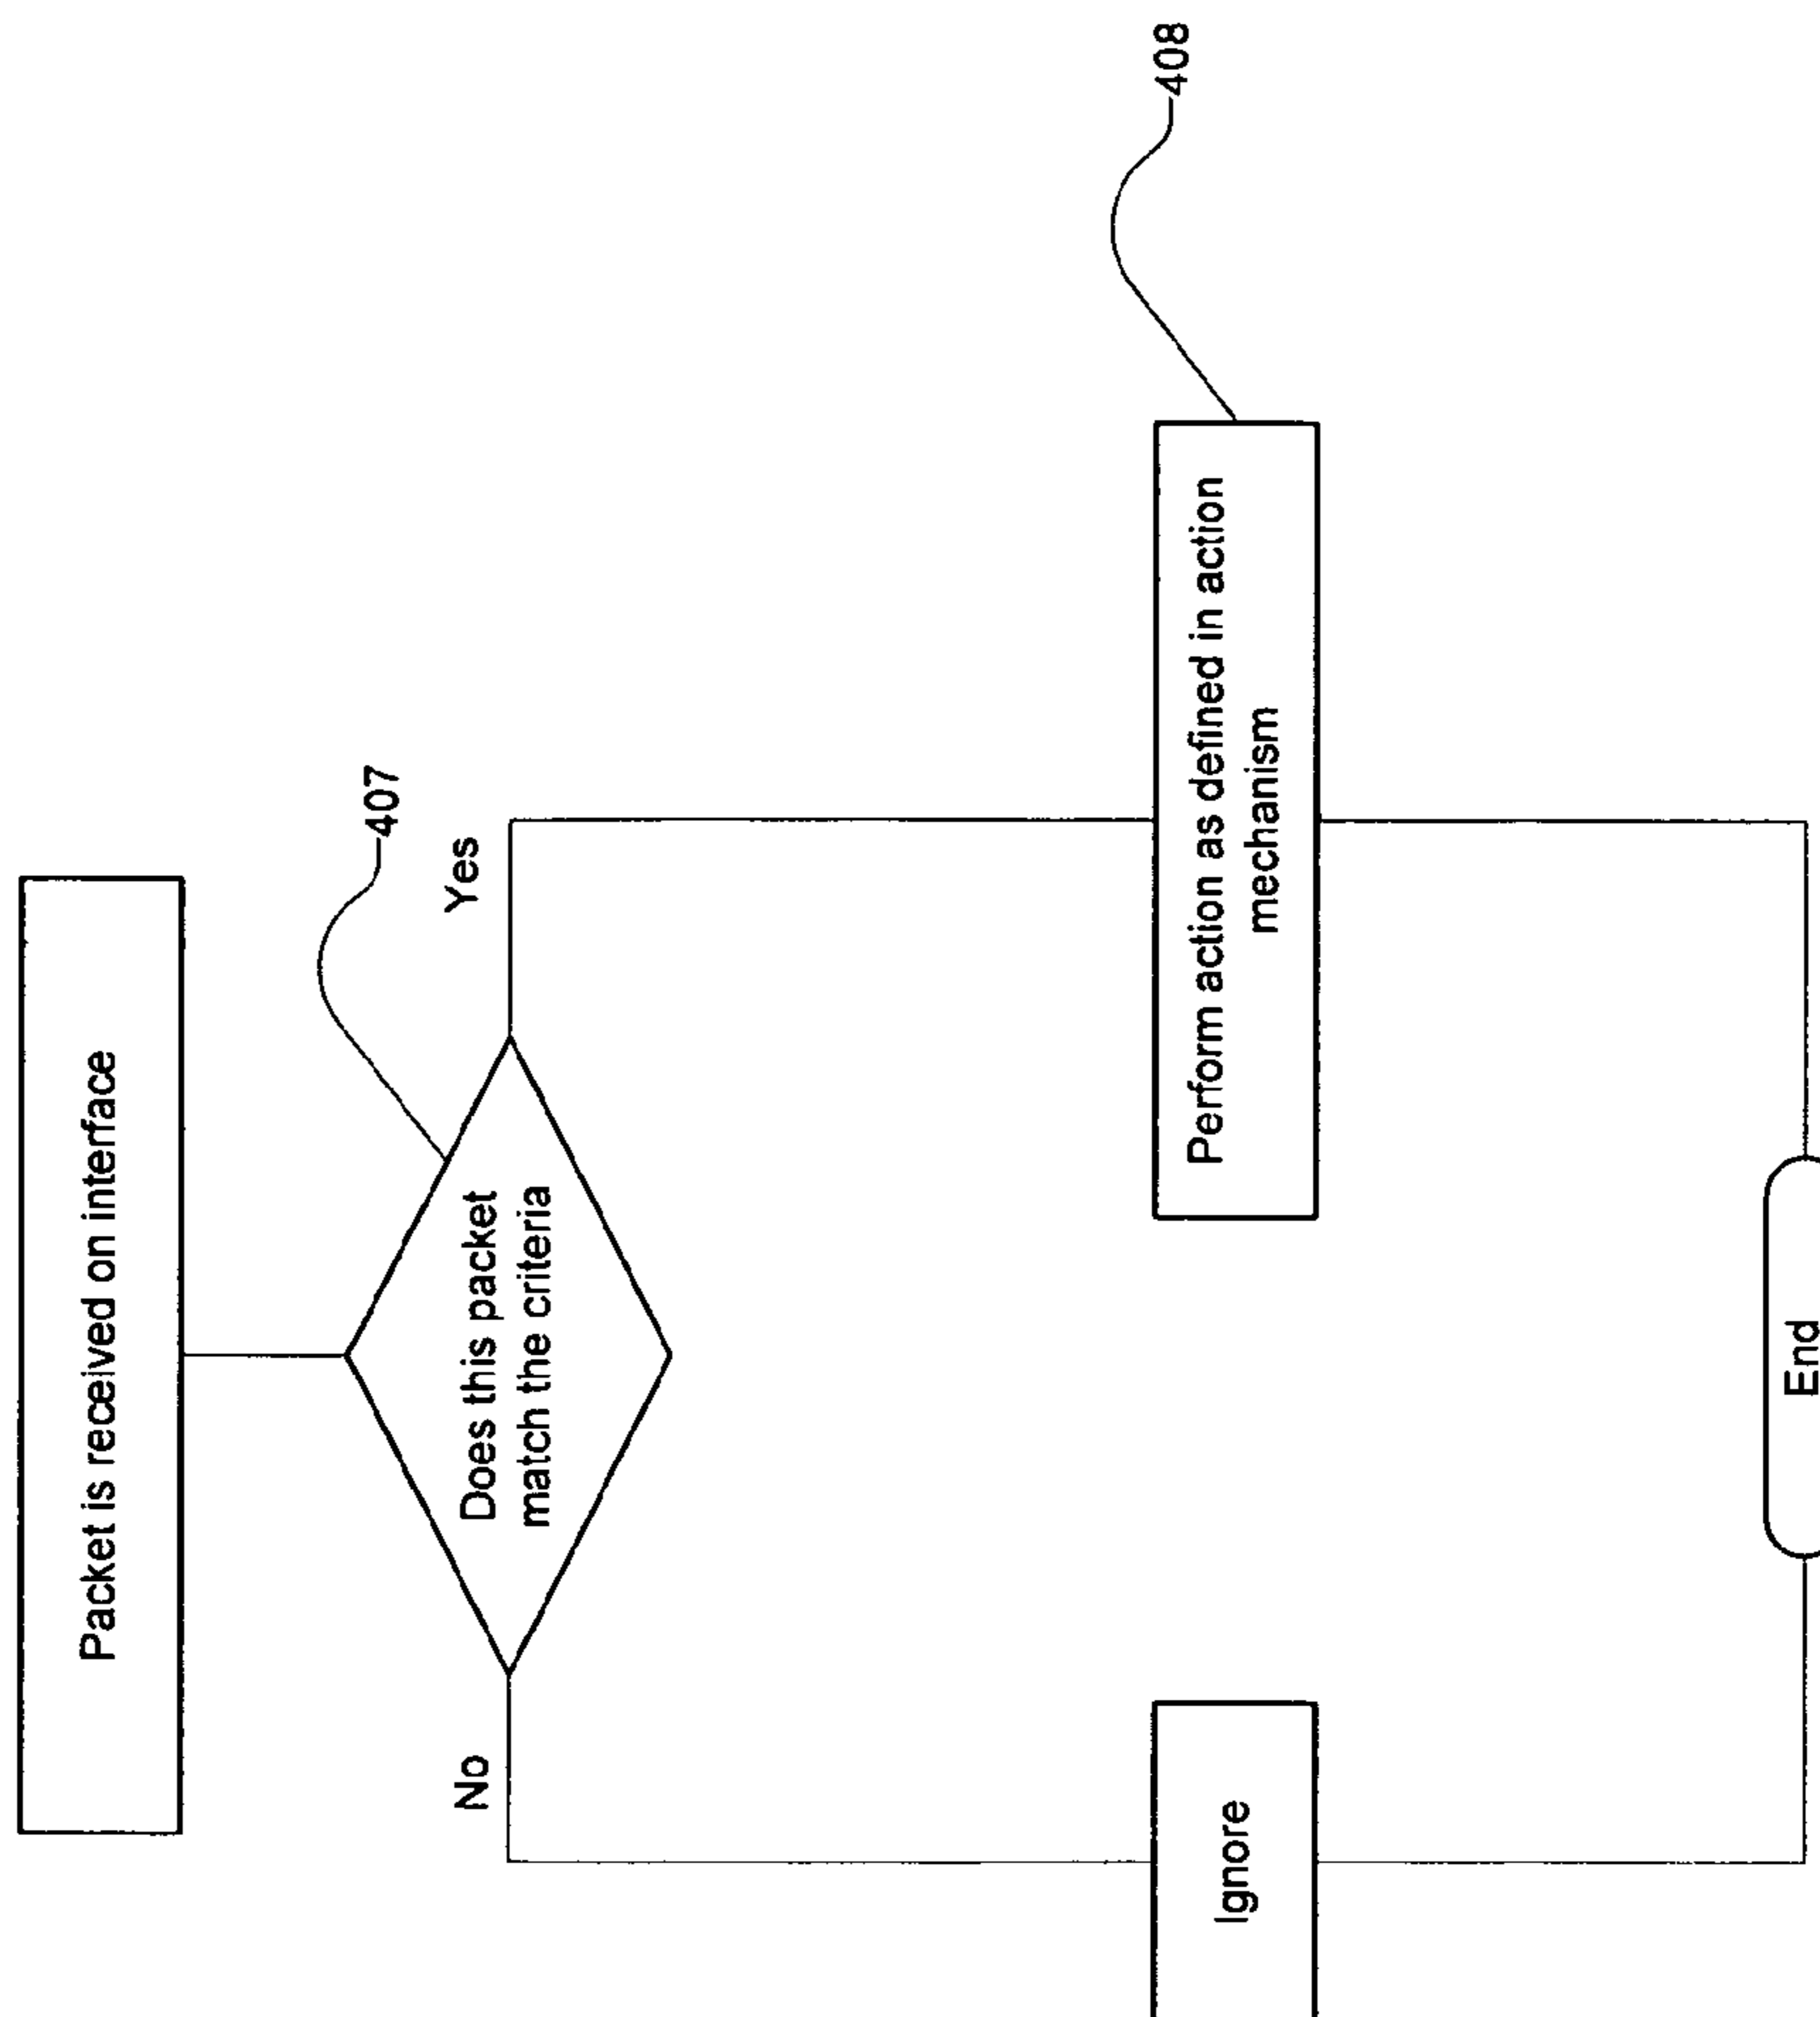 Packet is received on interface
407
Does this packet
match the criteria
No
Yes
408
Perform action as defined in action
mechanism
Ignore
End